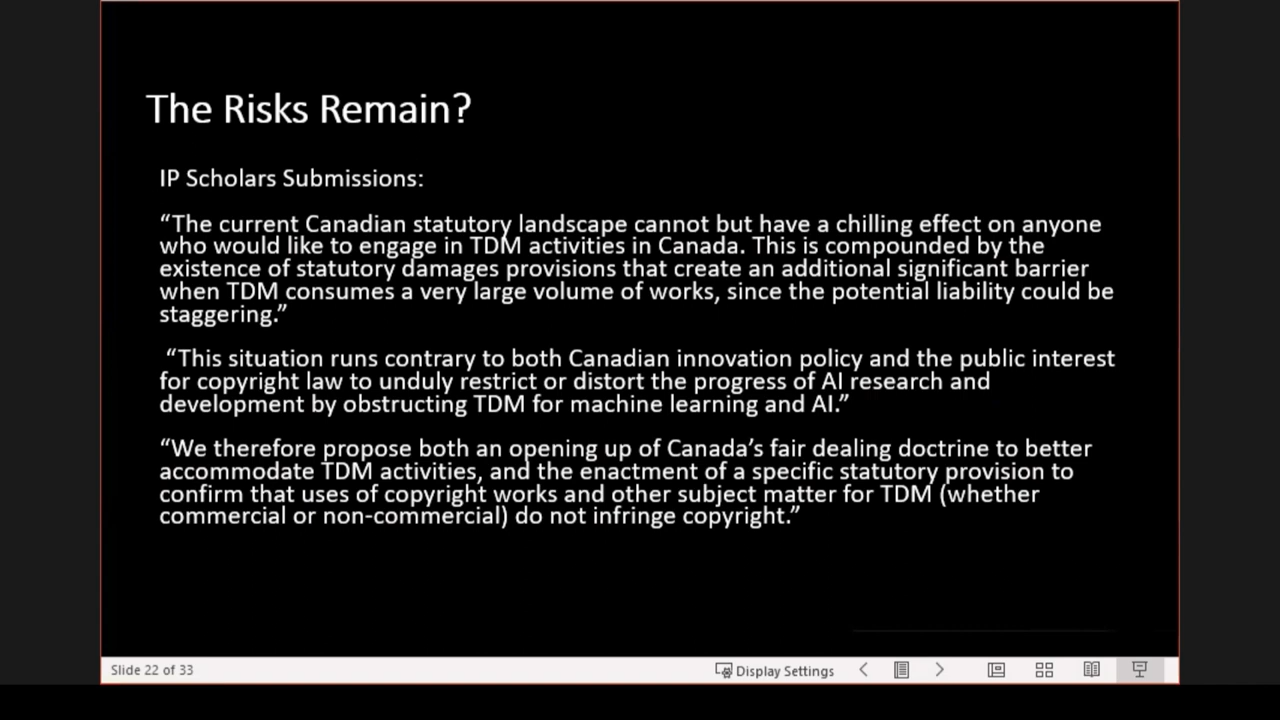 The Risks Remain?
IP Scholars Submissions:
“The current Canadian statutory landscape cannot but have a chilling effect on anyone
who would like to engage in TDM activities in Canada. This is compounded by the
existence of statutory damages provisions that create an additional significant barrier
when TDM consumes a very large volume of works, since the potential liability could be
staggering.”
“This situation runs contrary to both Canadian innovation policy and the public interest
for copyright law to unduly restrict or distort the progress of AI research and
development by obstructing TDM for machine learning and AI.”
“We therefore propose both an opening up of Canada’s fair dealing doctrine to better
accommodate TDM activities, and the enactment of a specific statutory provision to
confirm that uses of copyright works and other subject matter for TDM (whether
commercial or non-commercial) do not infringe copyright.”
Slide 22 of 33
Display Settings